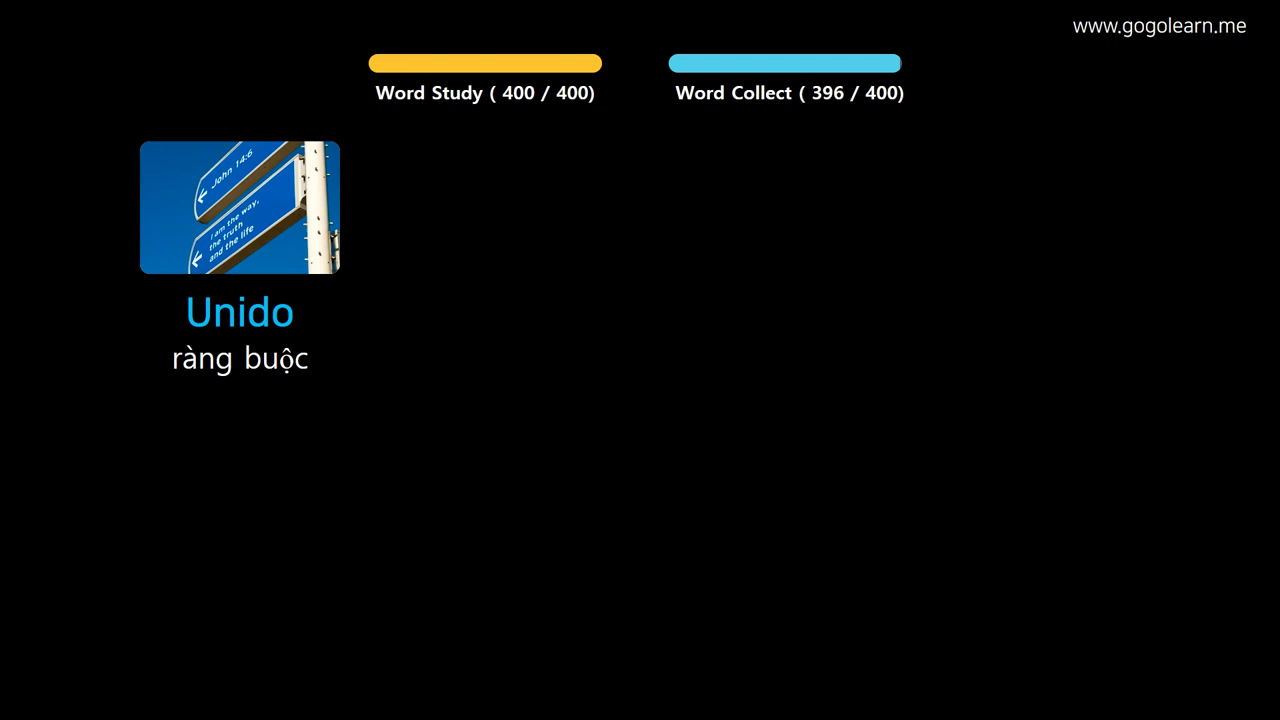 www.gogolearn.me
Word Study ( 400 / 400)
Word Collect ( 396 / 400)
John 14:6
I am the way,
the truth
and the life
Unido
ràng buộc